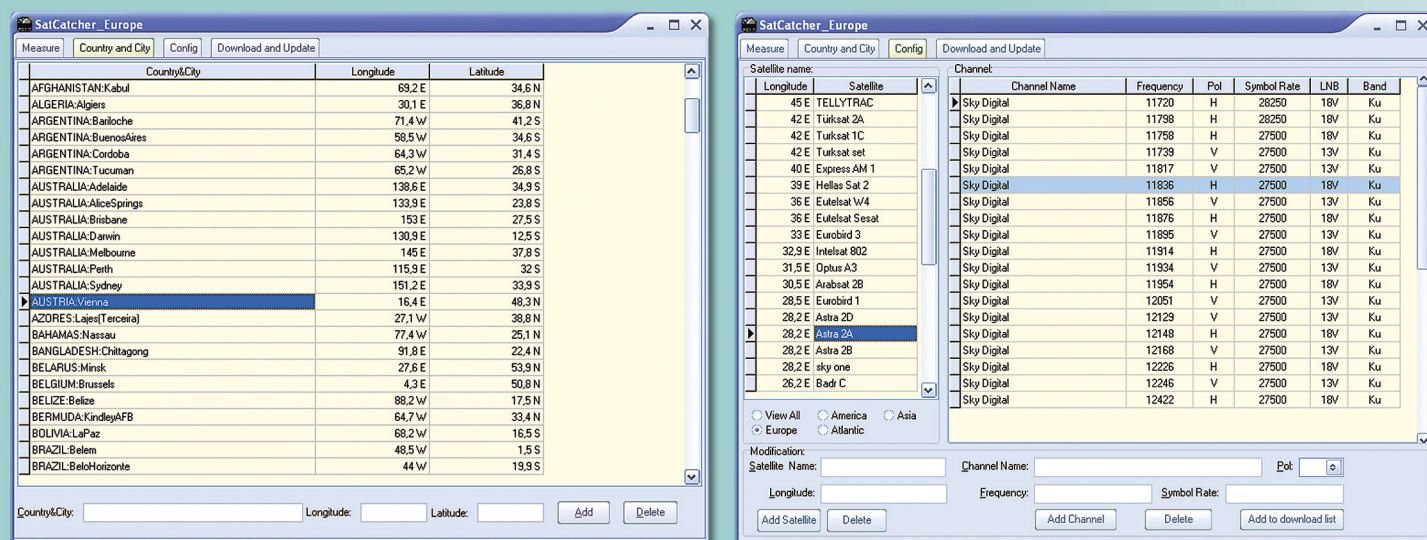 SatCatcher_Europe
Measure Country and City Config Download and Update
Country&City Longitude Latitude
AFGHANISTAN:Kabul 69,2 E 34,6 N
ALGERIA:Algiers 30,1 E 36,8 N
ARGENTINA:Bariloche 71,4 W 41,2 S
ARGENTINA:BuenosAires 58,5 W 34,6 S
ARGENTINA:Cordoba 64,3 W 31,4 S
ARGENTINA:Tucuman 65,2 W 26,8 S
AUSTRALIA:Adelaide 138,6 E 34,9 S
AUSTRALIA:AliceSprings 133,9 E 23,8 S
AUSTRALIA:Brisbane 153 E 27,5 S
AUSTRALIA:Darwin 130,9 E 12,5 S
AUSTRALIA:Melbourne 145 E 37,8 S
AUSTRALIA:Perth 115,9 E 32 S
AUSTRALIA:Sydney 151,2 E 33,9 S
AUSTRIA:Vienna 16,4 E 48,3 N
AZORES:Lajes(Terceira) 27,1 W 38,8 N
BAHAMAS:Nassau 77,4 W 25,1 N
BANGLADESH:Chittagong 91,8 E 22,4 N
BELARUS:Minsk 27,6 E 53,9 N
BELGIUM:Brussels 4,3 E 50,8 N
BELIZE:Belize 88,2 W 17,5 N
BERMUDA:KindleyAFB 64,7 W 33,4 N
BOLIVIA:LaPaz 68,2 W 16,5 S
BRAZIL:Belem 48,5 W 1,5 S
BRAZIL:BeloHorizonte 44 W 19,9 S
Country&City: Longitude: Latitude: Add Delete
SatCatcher_Europe
Measure Country and City Config Download and Update
Satellite name:
Longitude Satellite
45 E TELLYTRAC
42 E Türksat 2A
42 E Türksat 1C
42 E Turksat set
40 E Express AM 1
39 E Hellas Sat 2
36 E Eutelsat W4
36 E Eutelsat Sesat
33 E Eurobird 3
32,9 E Intelsat 802
31,5 E Optus A3
30,5 E Arabsat 2B
28,5 E Eurobird 1
28,2 E Astra 2D
28,2 E Astra 2A
28,2 E Astra 2B
28,2 E sky one
26,2 E Badr C
View All America Asia
Europe Atlantic
Channel:
Channel Name Frequency Pol Symbol Rate LNB Band
Sky Digital 11720 H 28250 18V Ku
Sky Digital 11798 H 28250 18V Ku
Sky Digital 11758 H 27500 18V Ku
Sky Digital 11739 V 27500 13V Ku
Sky Digital 11817 V 27500 13V Ku
Sky Digital 11836 H 27500 18V Ku
Sky Digital 11856 V 27500 13V Ku
Sky Digital 11876 H 27500 18V Ku
Sky Digital 11895 V 27500 13V Ku
Sky Digital 11914 H 27500 18V Ku
Sky Digital 11934 V 27500 13V Ku
Sky Digital 11954 H 27500 18V Ku
Sky Digital 12051 V 27500 13V Ku
Sky Digital 12129 V 27500 13V Ku
Sky Digital 12148 H 27500 18V Ku
Sky Digital 12168 V 27500 13V Ku
Sky Digital 12226 H 27500 18V Ku
Sky Digital 12246 V 27500 13V Ku
Sky Digital 12422 H 27500 18V Ku
Modification:
Satellite Name: Channel Name: Pol:
Longitude: Frequency: Symbol Rate:
Add Satellite Delete Add Channel Delete Add to download list